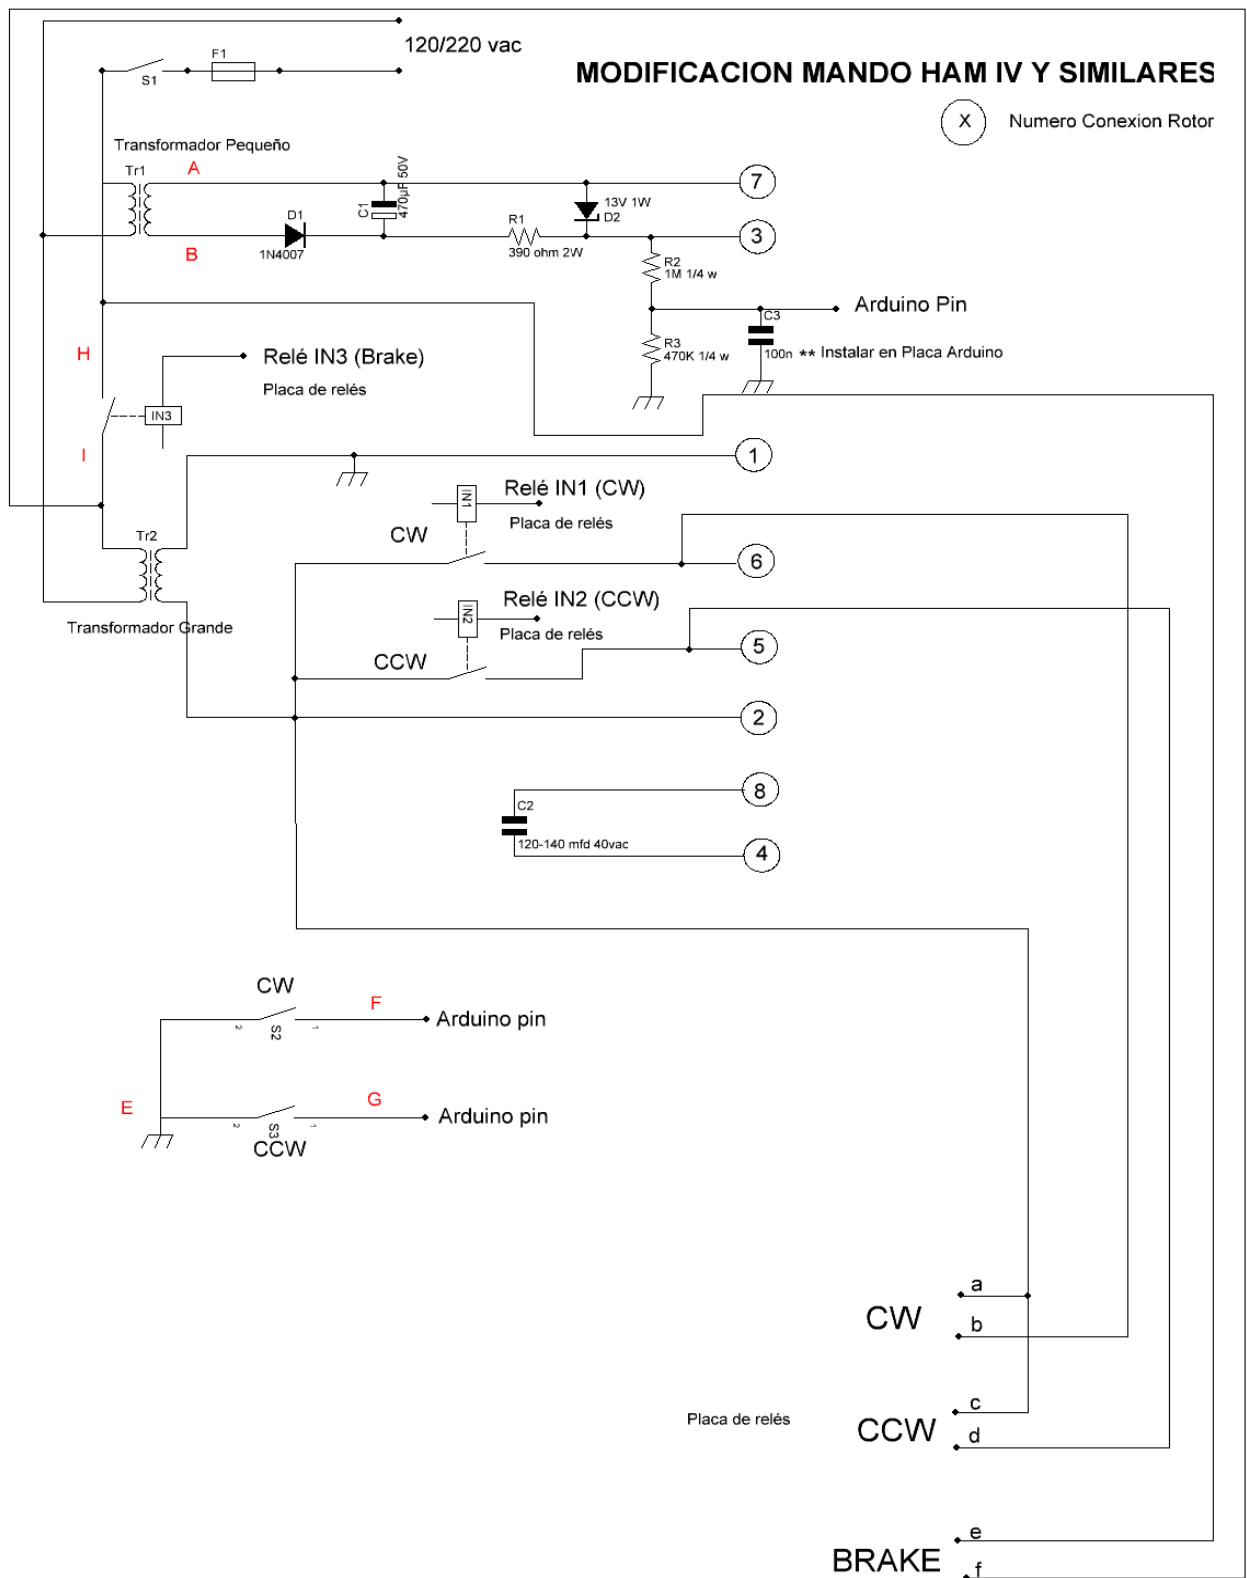 120/220 vac
F1
S1
MODIFICACION MANDO HAM IV Y SIMILARES
X
Numero Conexion Rotor
Transformador Pequeño
Tr1
A
C1
470µF 50V
7
13V 1W
D2
D1
1N4007
B
R1
390 ohm 2W
3
R2
1M 1/4 w
Arduino Pin
C3
100n ** Instalar en Placa Arduino
R3
470K 1/4 w
H
Relé IN3 (Brake)
Placa de relés
IN3
I
1
IN1
Relé IN1 (CW)
Placa de relés
CW
Tr2
6
IN2
Relé IN2 (CCW)
Placa de relés
Transformador Grande
CCW
5
2
8
C2
120-140 mfd 40vac
4
CW
F
2
S2
1
Arduino pin
E
G
2
S3
1
Arduino pin
CCW
a
CW
b
c
Placa de relés
CCW
d
e
BRAKE
f